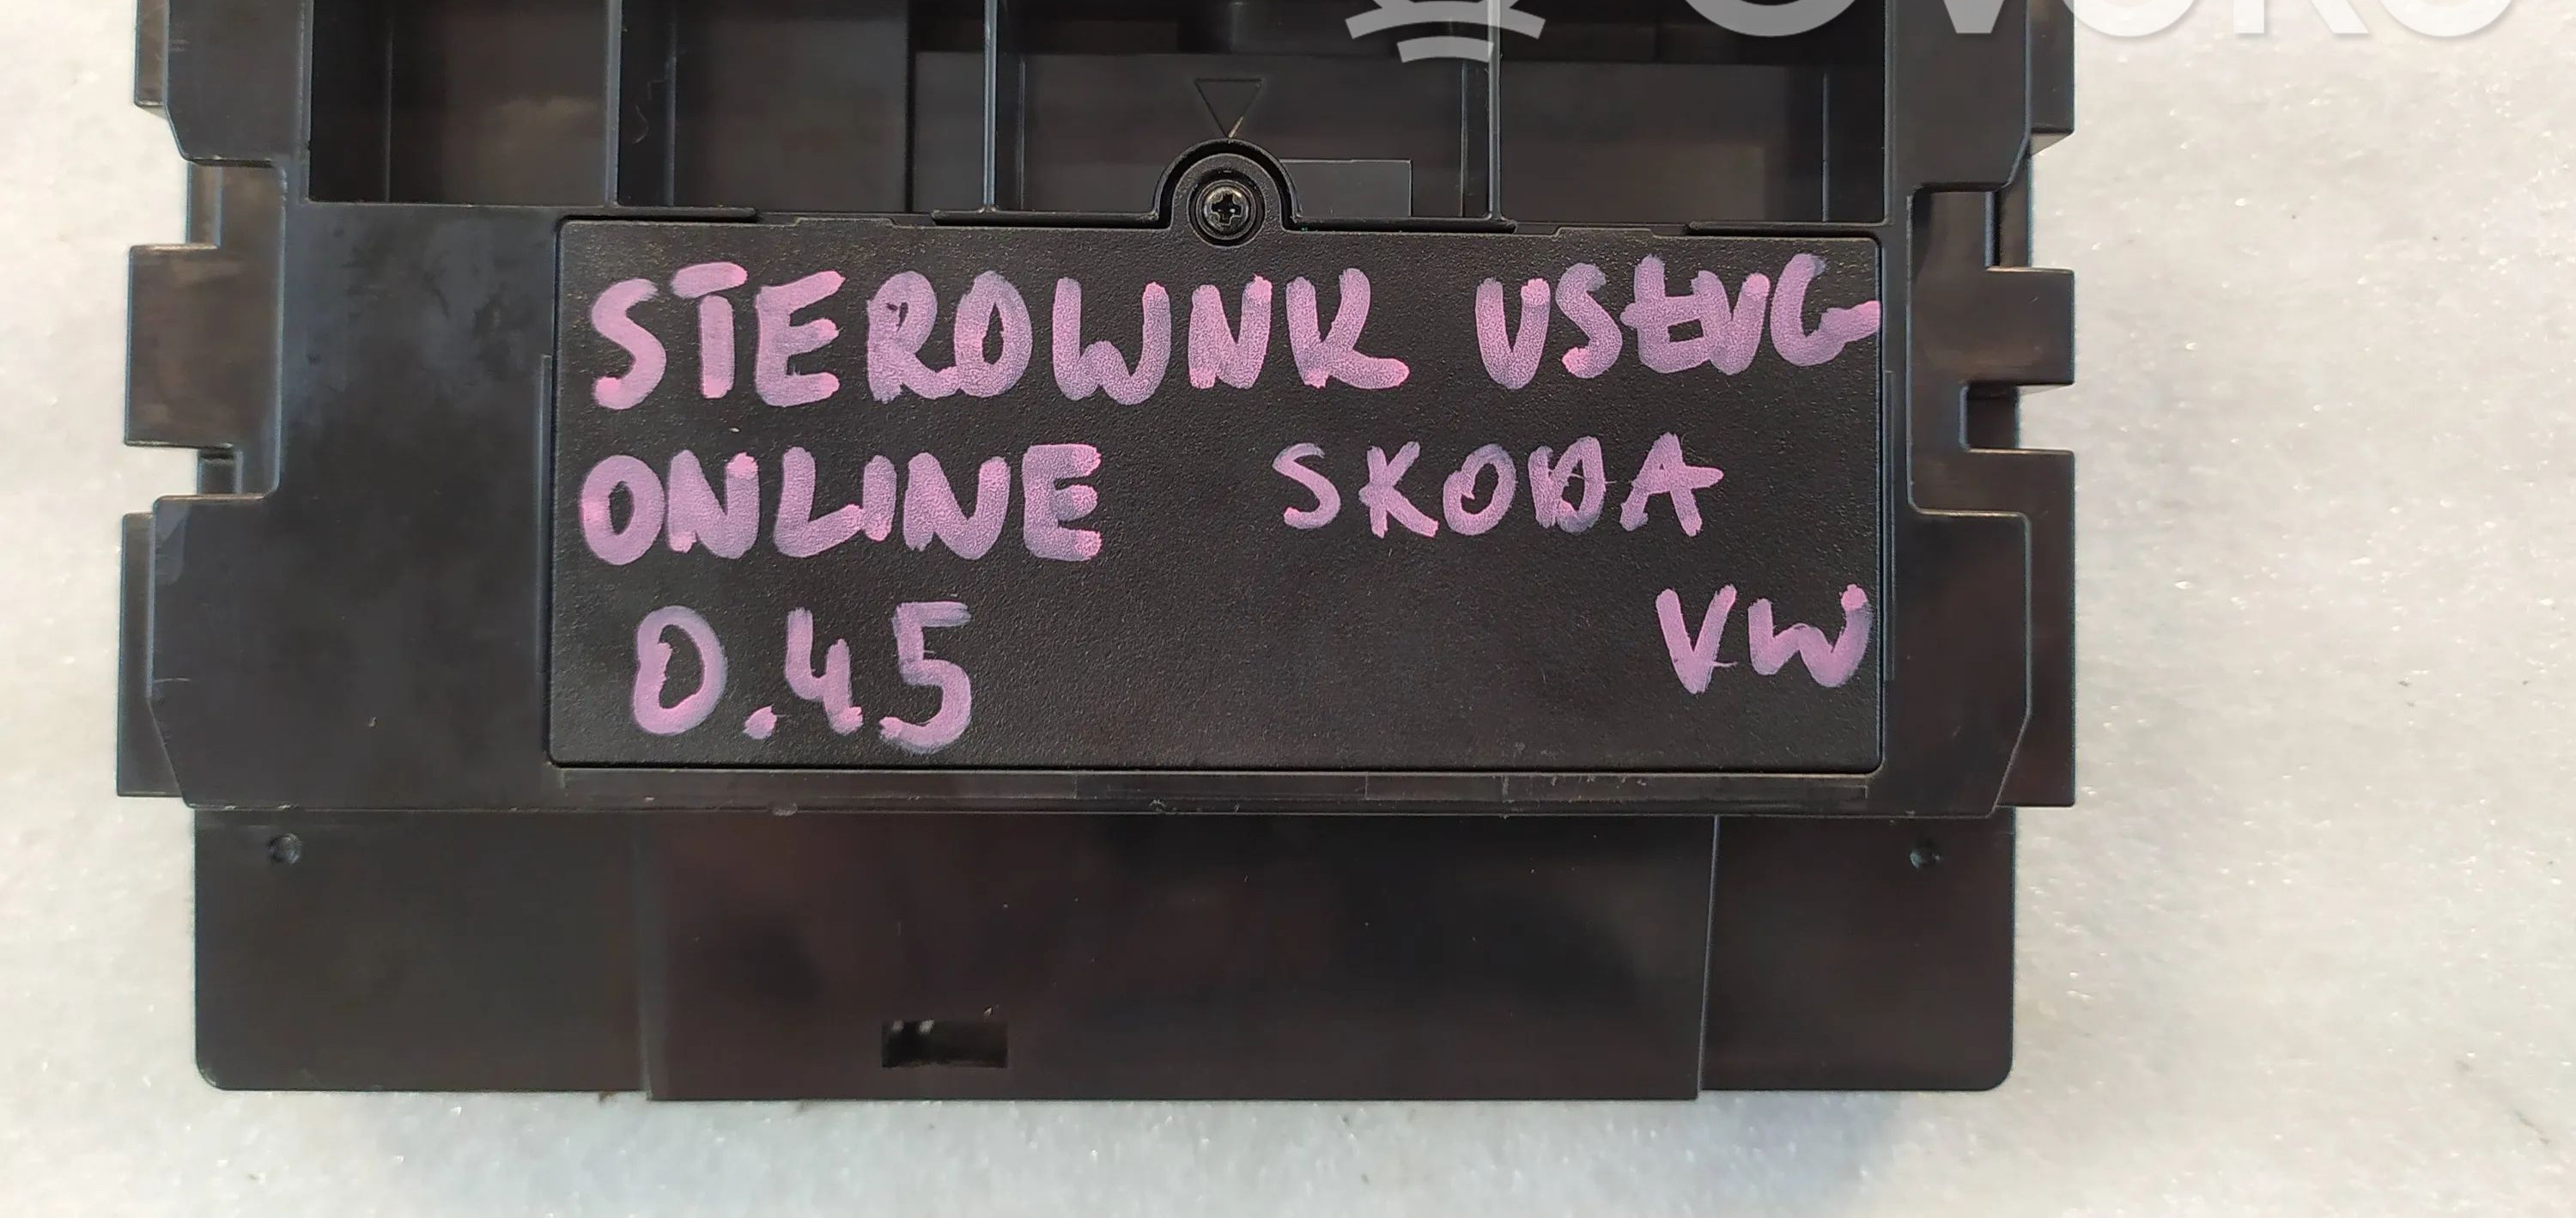 STEROWNK USŁUG
ONLINE SKODA
0.45 VW